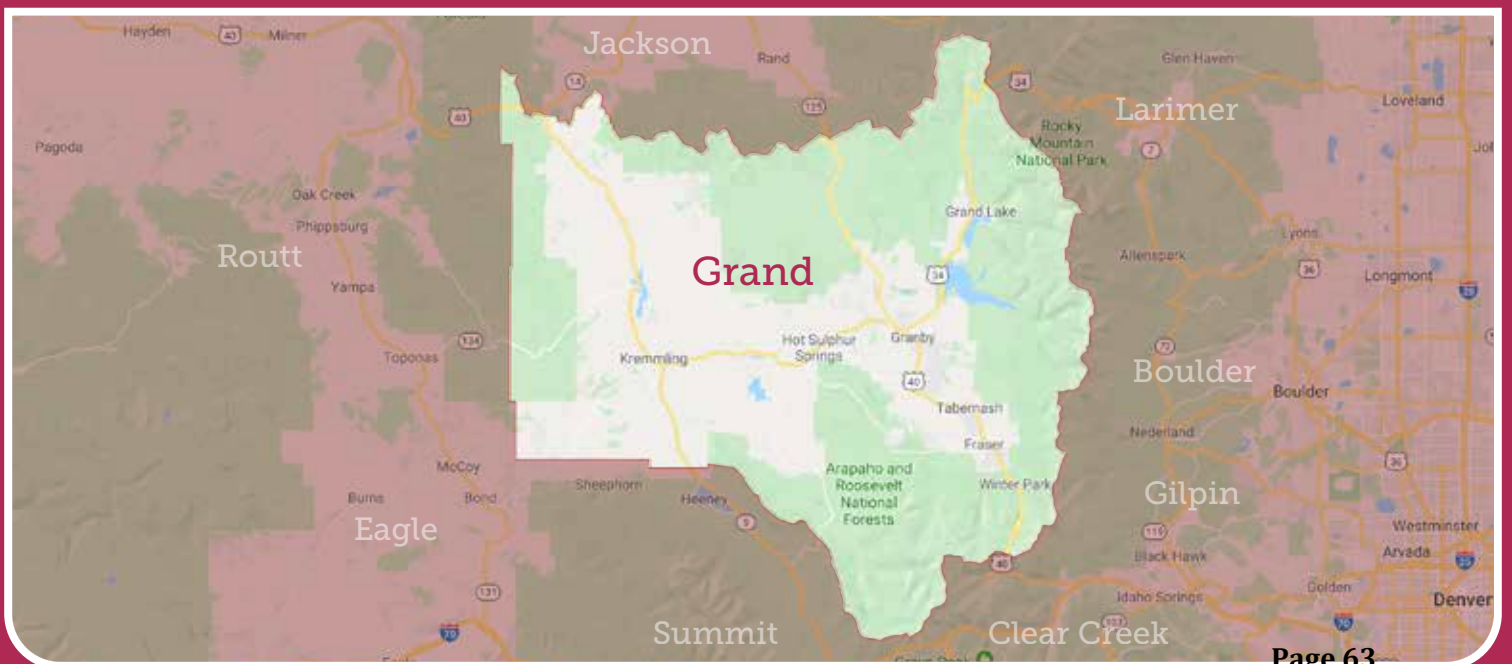 Hayden
40
Milner
Jackson
Rand
14
125
34
Glen Haven
Loveland
40
Larimer
Pagoda
Rocky
Mountain
National Park
7
Oak Creek
Phippsburg
Grand Lake
Lyons
Routt
Allenspark
36
Longmont
Grand
34
25
Yampa
134
Hot Sulphur
Springs
Granby
72
Toponas
Kremmling
40
Boulder
Boulder
Tabernash
Nederland
Fraser
36
McCoy
Arapaho and
Roosevelt
National
Forests
Winter Park
Sheephorn
Heeney
Burns
Bond
Gilpin
Eagle
9
119
Westminster
Arvada
Black Hawk
40
25
131
Idaho Springs
Golden
Denver
70
Summit
Clear Creek
103
70
Page 63